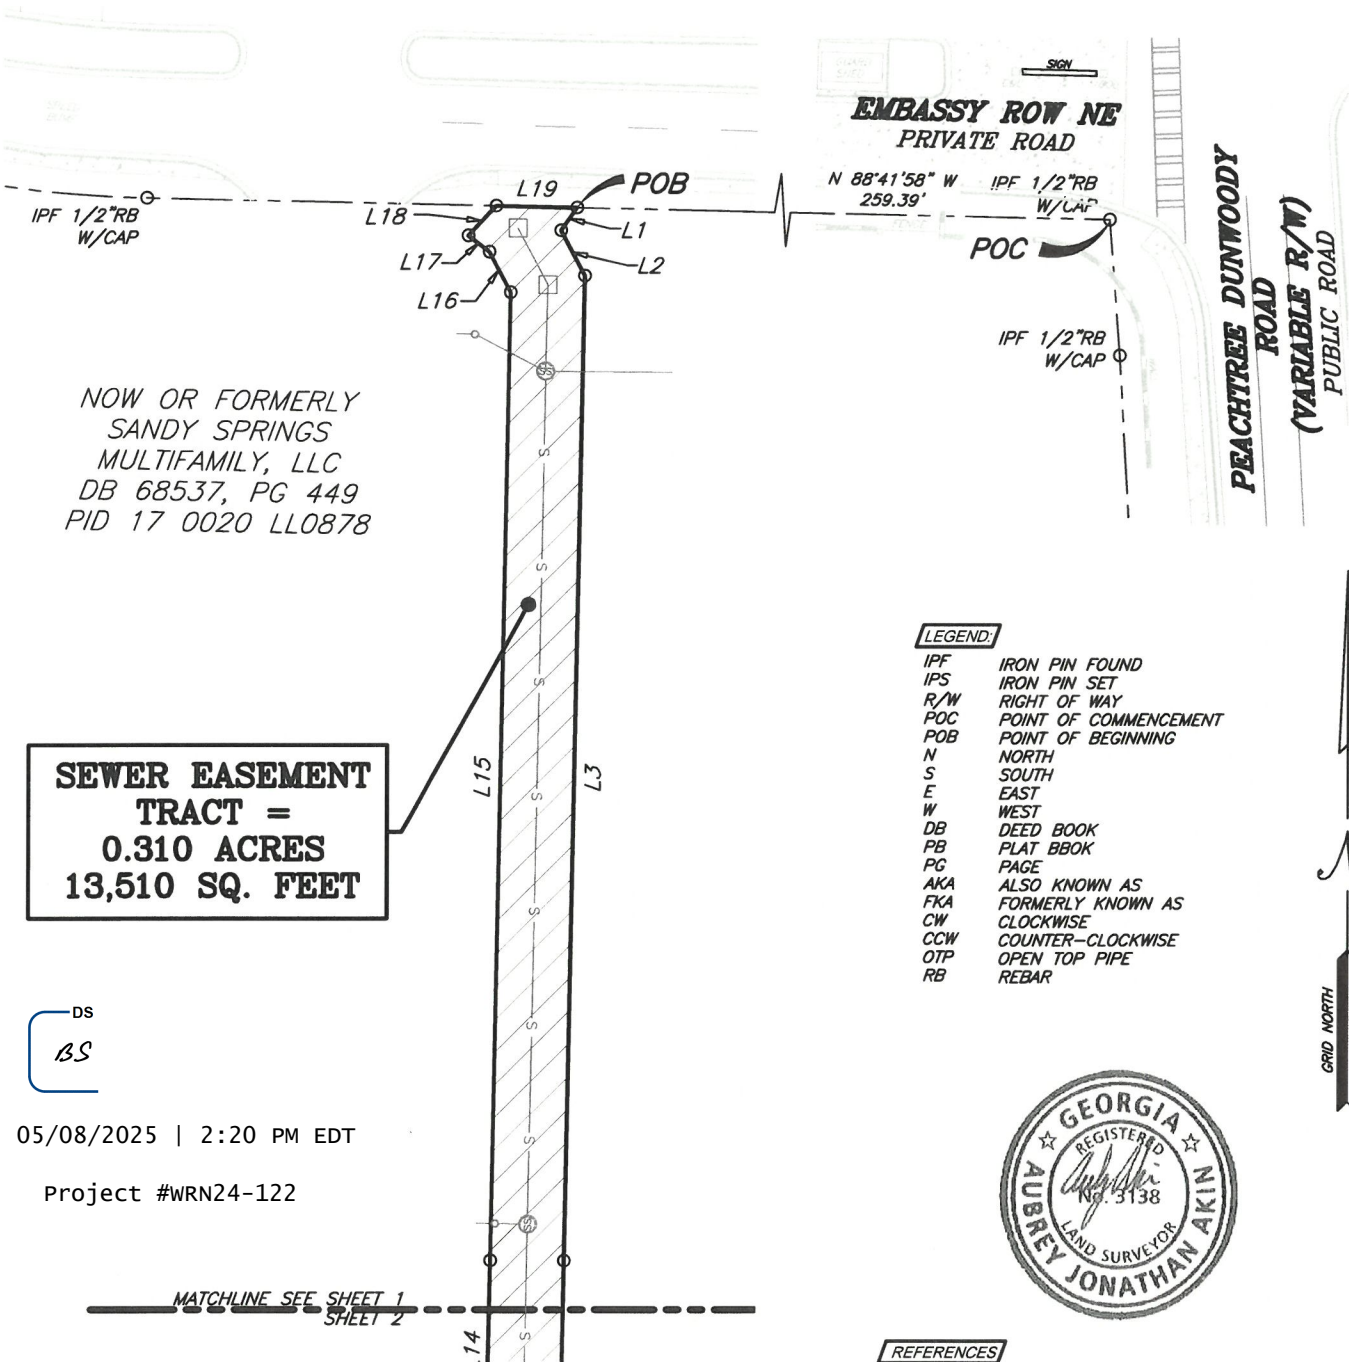 SIGN
EMBASSY ROW NE
PRIVATE ROAD
N 88°41'58" W
259.39'
IPF 1/2"RB
W/CAP
POC
IPF 1/2"RB
W/CAP
PEACHTREE DUNWOODY
ROAD
(VARIABLE R/W)
PUBLIC ROAD
IPF 1/2"RB
W/CAP
L19
POB
L18
L1
L17
L2
L16
NOW OR FORMERLY
SANDY SPRINGS
MULTIFAMILY, LLC
DB 68537, PG 449
PID 17 0020 LL0878
SS
S
S
S
S
S
S
S
SS
S
L15
L3
SEWER EASEMENT
TRACT =
0.310 ACRES
13,510 SQ. FEET
LEGEND:
IPF IRON PIN FOUND
IPS IRON PIN SET
R/W RIGHT OF WAY
POC POINT OF COMMENCEMENT
POB POINT OF BEGINNING
N NORTH
S SOUTH
E EAST
W WEST
DB DEED BOOK
PB PLAT BBOK
PG PAGE
AKA ALSO KNOWN AS
FKA FORMERLY KNOWN AS
CW CLOCKWISE
CCW COUNTER-CLOCKWISE
OTP OPEN TOP PIPE
RB REBAR
GRID NORTH
DS
BS
05/08/2025 | 2:20 PM EDT
Project #WRN24-122
GEORGIA
REGISTERED
No. 3138
LAND SURVEYOR
AUBREY JONATHAN AKIN
MATCHLINE SEE SHEET 1
SHEET 2
L14
REFERENCES